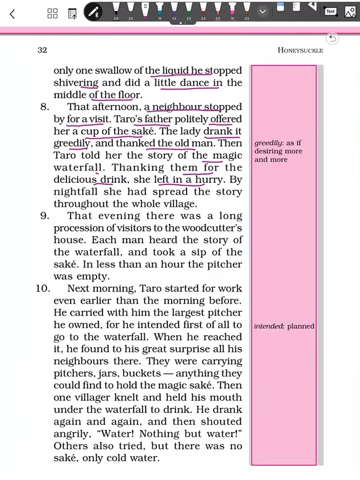 32
HONEYSUCKLE
only one swallow of the liquid he stopped
shivering and did a little dance in the
middle of the floor.
8. That afternoon, a neighbour stopped
by for a visit. Taro's father politely offered
her a cup of the saké. The lady drank it
greedily, and thanked the old man. Then
Taro told her the story of the magic
waterfall. Thanking them for the
delicious drink, she left in a hurry. By
nightfall she had spread the story
throughout the whole village.
greedily: as if
desiring more
and more
9. That evening there was a long
procession of visitors to the woodcutter's
house. Each man heard the story of
the waterfall, and took a sip of the
saké. In less than an hour the pitcher
was empty.
10. Next morning, Taro started for work
even earlier than the morning before.
He carried with him the largest pitcher
he owned, for he intended first of all to
go to the waterfall. When he reached
it, he found to his great surprise all his
neighbours there. They were carrying
pitchers, jars, buckets — anything they
could find to hold the magic saké. Then
one villager knelt and held his mouth
under the waterfall to drink. He drank
again and again, and then shouted
angrily, “Water! Nothing but water!”
Others also tried, but there was no
saké, only cold water.
intended: planned